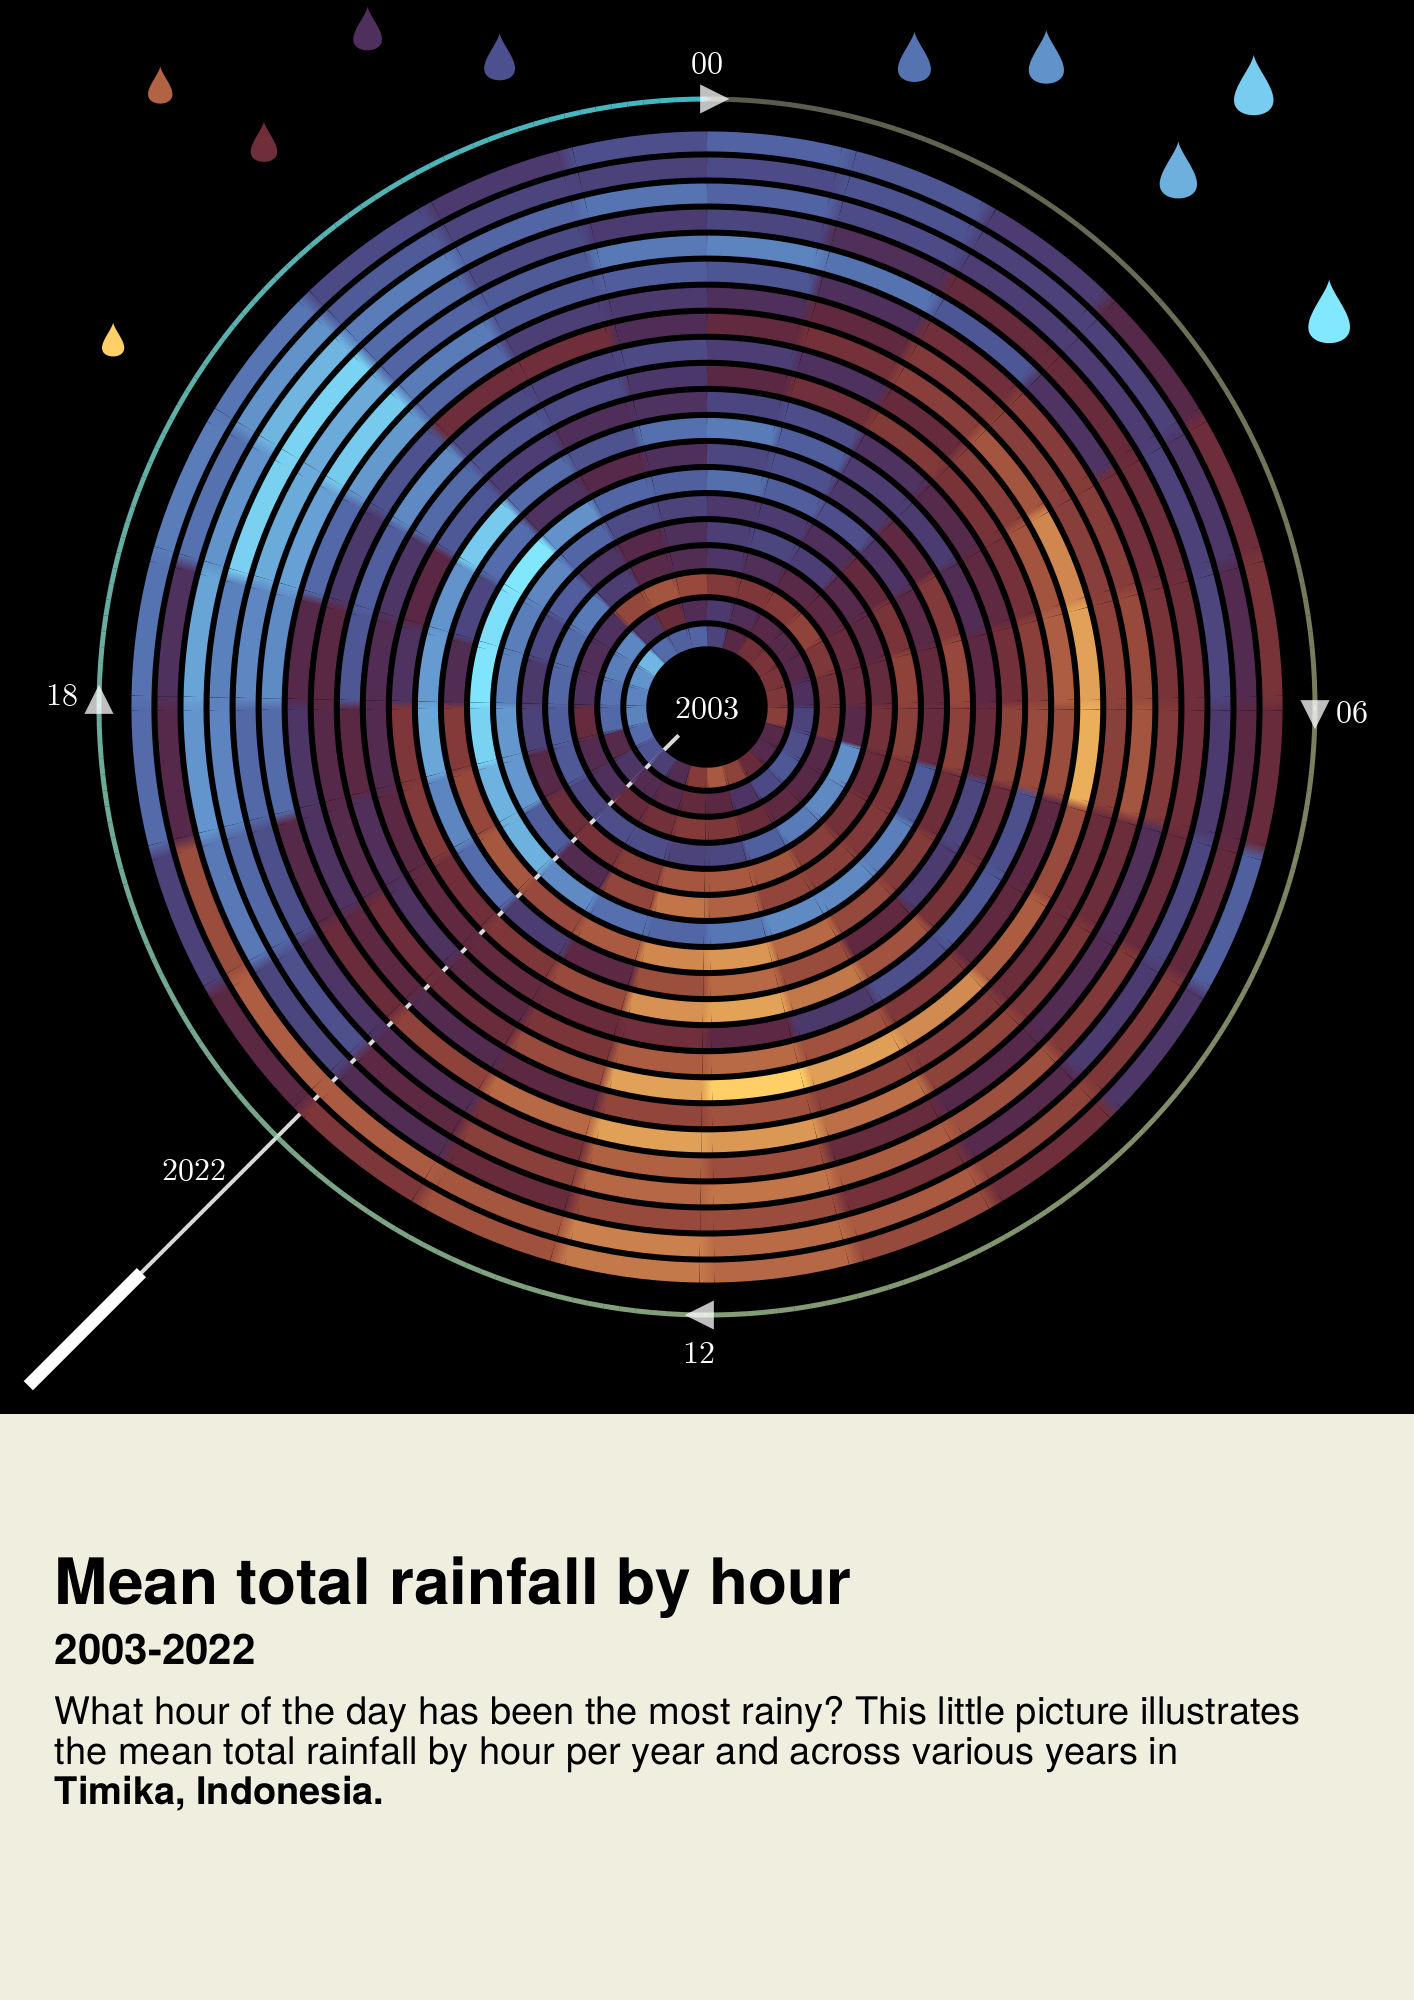 00
18
2003
06
2022
12
Mean total rainfall by hour
2003-2022
What hour of the day has been the most rainy? This little picture illustrates
the mean total rainfall by hour per year and across various years in
Timika, Indonesia.